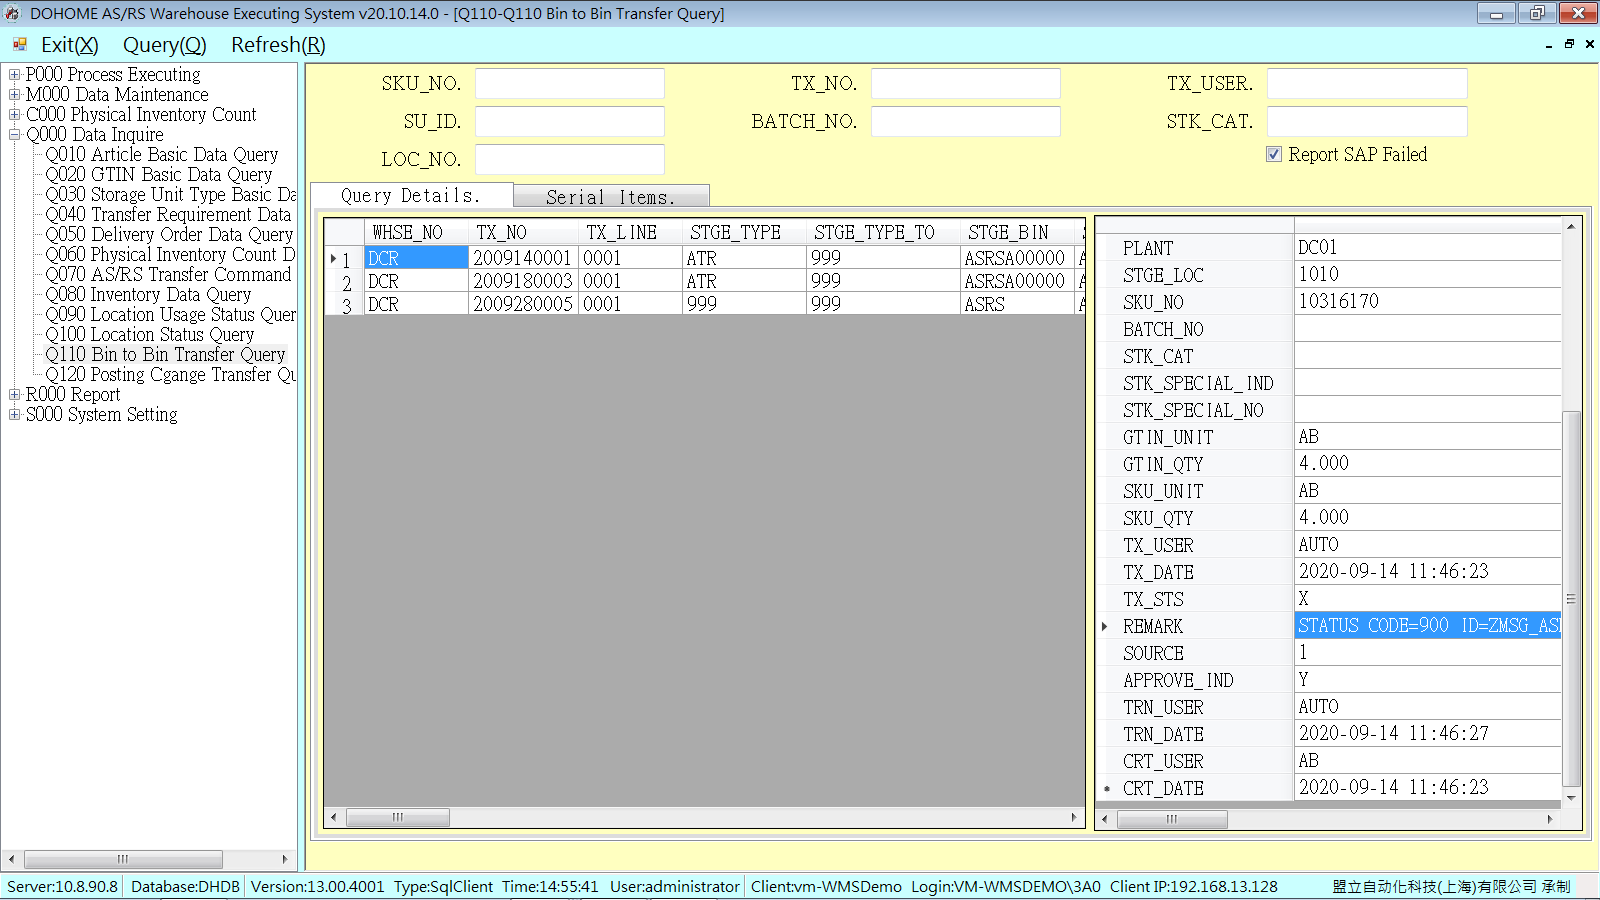 DOHOME AS/RS Warehouse Executing System v20.10.14.0 - [Q110-Q110 Bin to Bin Transfer Query]
Exit(X) Query(Q) Refresh(R)
P000 Process Executing
M000 Data Maintenance
C000 Physical Inventory Count
Q000 Data Inquire
Q010 Article Basic Data Query
Q020 GTIN Basic Data Query
Q030 Storage Unit Type Basic Da
Q040 Transfer Requirement Data
Q050 Delivery Order Data Query
Q060 Physical Inventory Count D
Q070 AS/RS Transfer Command
Q080 Inventory Data Query
Q090 Location Usage Status Quer
Q100 Location Status Query
Q110 Bin to Bin Transfer Query
Q120 Posting Cgange Transfer Qu
R000 Report
S000 System Setting
SKU_NO. TX_NO. TX_USER.
SU_ID. BATCH_NO. STK_CAT.
LOC_NO. Report SAP Failed
Query Details. Serial Items.
WHSE_NO TX_NO TX_LINE STGE_TYPE STGE_TYPE_TO STGE_BIN
1 DCR 2009140001 0001 ATR 999 ASRSA00000
2 DCR 2009180003 0001 ATR 999 ASRSA00000
3 DCR 2009280005 0001 999 999 ASRS
PLANT DC01
STGE_LOC 1010
SKU_NO 10316170
BATCH_NO
STK_CAT
STK_SPECIAL_IND
STK_SPECIAL_NO
GTIN_UNIT AB
GTIN_QTY 4.000
SKU_UNIT AB
SKU_QTY 4.000
TX_USER AUTO
TX_DATE 2020-09-14 11:46:23
TX_STS X
REMARK STATUS CODE=900 ID=ZMSG_AS
SOURCE 1
APPROVE_IND Y
TRN_USER AUTO
TRN_DATE 2020-09-14 11:46:27
CRT_USER AB
CRT_DATE 2020-09-14 11:46:23
Server:10.8.90.8 Database:DHDB Version:13.00.4001 Type:SqlClient Time:14:55:41 User:administrator Client:vm-WMSDemo Login:VM-WMSDEMO\3A0 Client IP:192.168.13.128 盟立自动化科技(上海)有限公司 承制